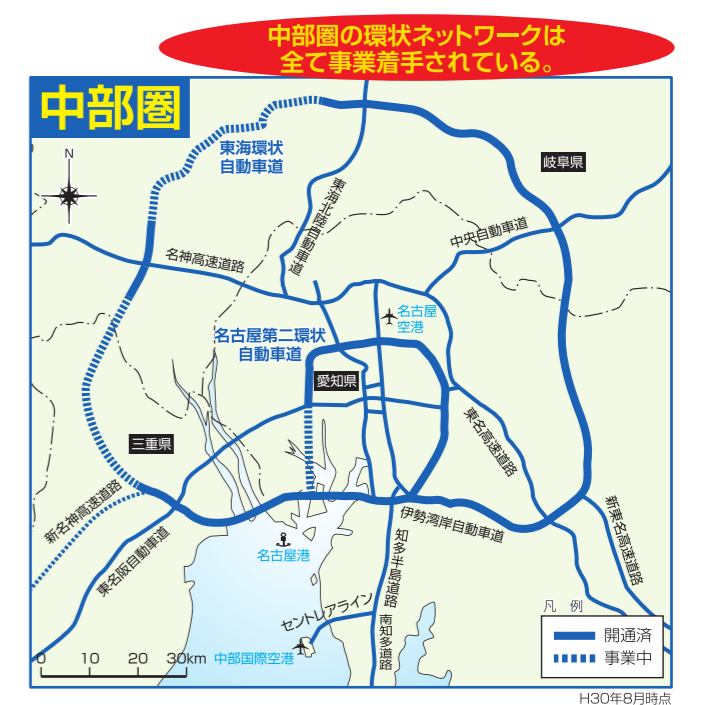 中部圏の環状ネットワークは
全て事業着手されている。
中部圏
N
東海環状
自動車道
岐阜県
東海北陸自動車道
中央自動車道
名神高速道路
名古屋
空港
名古屋第二環状
自動車道
愛知県
東名高速道路
三重県
新名神高速道路
東名阪自動車道
伊勢湾岸自動車道
新東名高速道路
名古屋港
知多半島道路
セントレアライン
南知多道路
中部国際空港
0 10 20 30km
凡 例
開通済
事業中
H30年8月時点